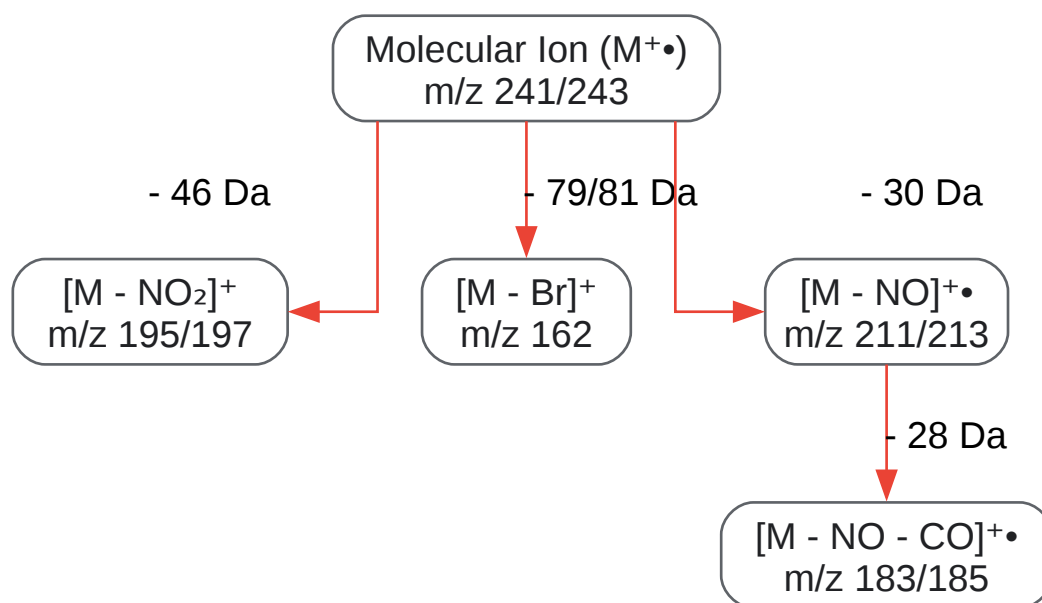 Molecular Ion (M⁺•)
m/z 241/243
- 46 Da
- 79/81 Da
- 30 Da
[M - NO₂]⁺
m/z 195/197
[M - Br]⁺
m/z 162
[M - NO]⁺•
m/z 211/213
- 28 Da
[M - NO - CO]⁺•
m/z 183/185